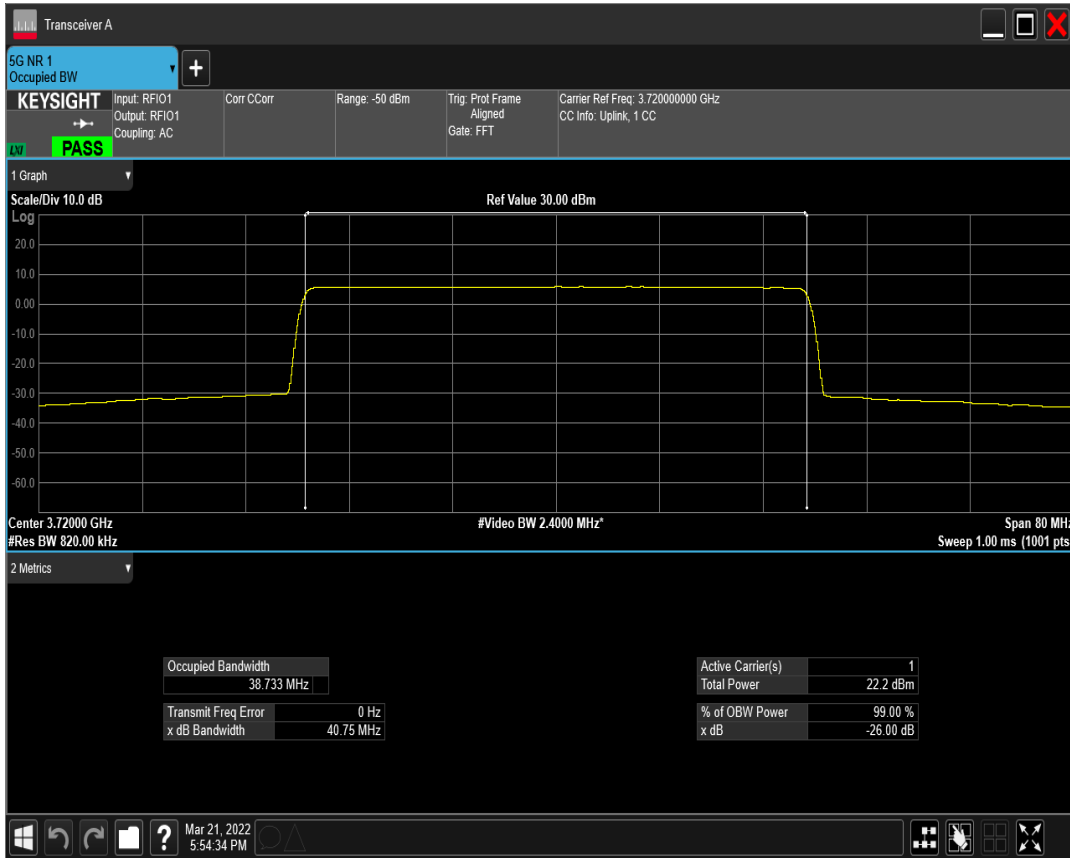 Transceiver A
5G NR 1
Occupied BW
KEYSIGHT
LXI
PASS
Input: RFIO1
Output: RFIO1
Coupling: AC
Corr CCorr
Range: -50 dBm
Trig: Prot Frame
Aligned
Gate: FFT
Carrier Ref Freq: 3.720000000 GHz
CC Info: Uplink, 1 CC
1 Graph
Scale/Div 10.0 dB
Ref Value 30.00 dBm
Log
20.0
10.0
0.00
-10.0
-20.0
-30.0
-40.0
-50.0
-60.0
Center 3.72000 GHz
#Video BW 2.4000 MHz*
Span 80 MHz
#Res BW 820.00 kHz
Sweep 1.00 ms (1001 pts
2 Metrics
Occupied Bandwidth
38.733 MHz
Transmit Freq Error 0 Hz
x dB Bandwidth 40.75 MHz
Active Carrier(s) 1
Total Power 22.2 dBm
% of OBW Power 99.00 %
x dB -26.00 dB
?
Mar 21, 2022
5:54:34 PM